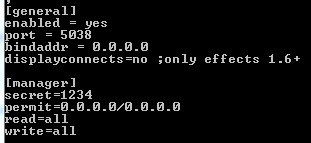 [general]
enabled = yes
port = 5038
bindaddr = 0.0.0.0
displayconnects=no ;only effects 1.6+
[manager]
secret=1234
permit=0.0.0.0/0.0.0.0
read=all
write=all